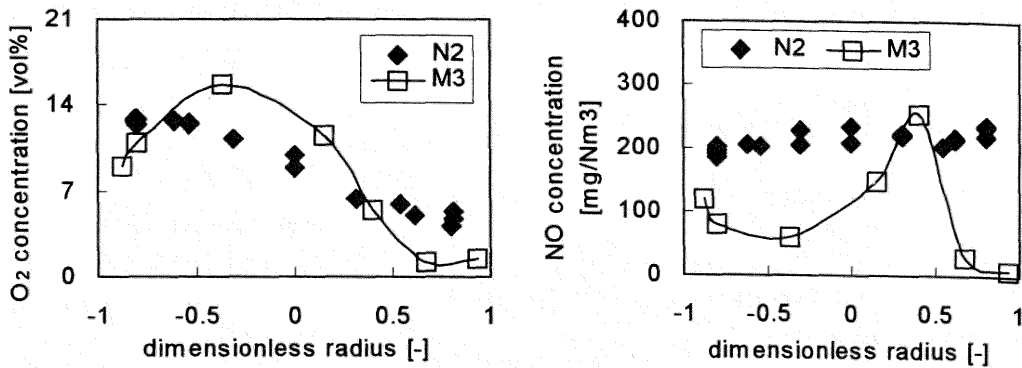 O2 concentration [vol%]
21
14
7
0
-1 -0.5 0 0.5 1
dimensionless radius [-]
N2
M3
NO concentration
[mg/Nm3]
400
300
200
100
0
-1 -0.5 0 0.5 1
dimensionless radius [-]
N2 M3